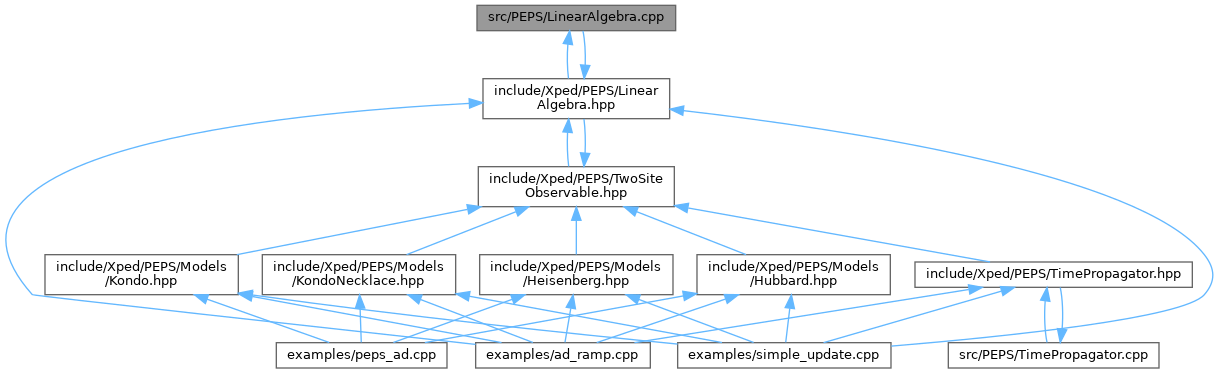 src/PEPS/LinearAlgebra.cpp
include/Xped/PEPS/Linear
Algebra.hpp
include/Xped/PEPS/TwoSite
Observable.hpp
include/Xped/PEPS/Models
/Kondo.hpp
include/Xped/PEPS/Models
/KondoNecklace.hpp
include/Xped/PEPS/Models
/Heisenberg.hpp
include/Xped/PEPS/Models
/Hubbard.hpp
include/Xped/PEPS/TimePropagator.hpp
examples/peps_ad.cpp
examples/ad_ramp.cpp
examples/simple_update.cpp
src/PEPS/TimePropagator.cpp